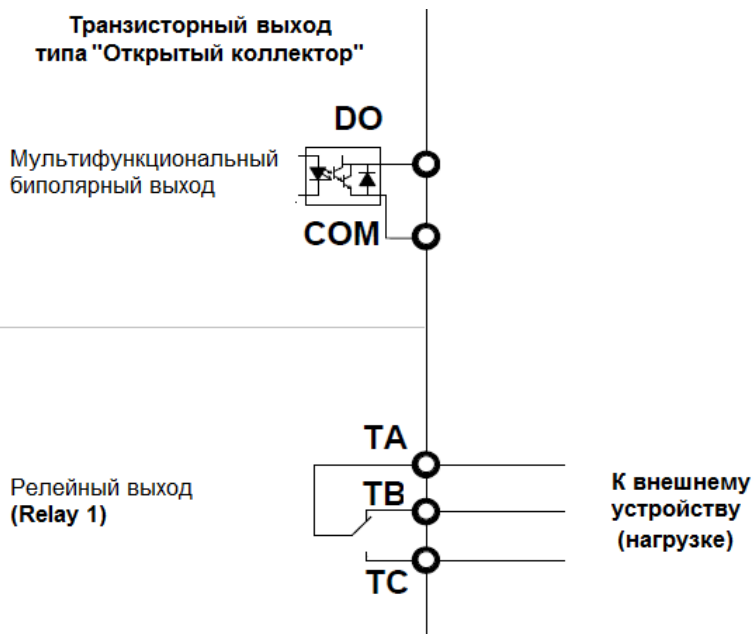 Транзисторный выход
типа "Открытый коллектор"
DO
Мультифункциональный
биполярный выход
COM
TA
Релейный выход
(Relay 1)
TB
TC
К внешнему
устройству
(нагрузке)